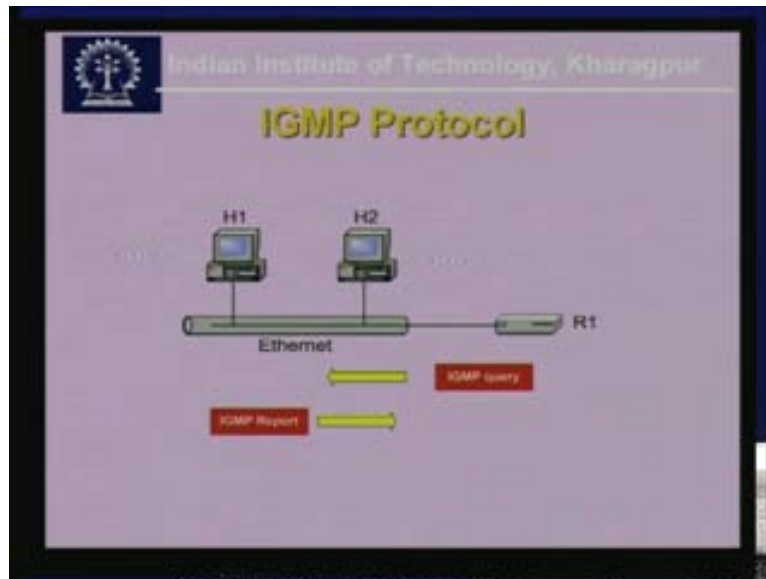 Indian Institute of Technology, Kharagpur
IGMP Protocol
H1
H2
R1
Ethernet
IGMP query
IGMP Report